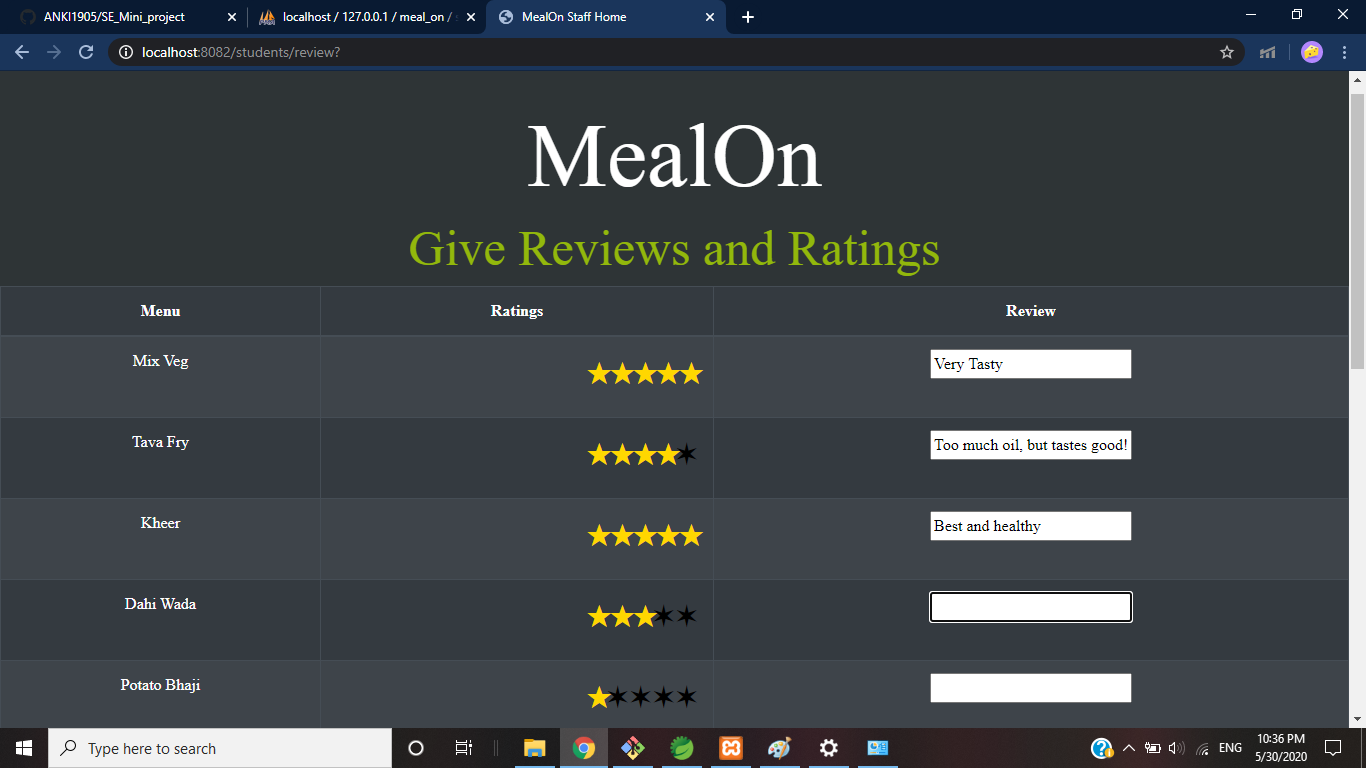 ANKI1905/SE_Mini_project
localhost / 127.0.0.1 / meal_on /
MealOn Staff Home
localhost:8082/students/review?
MealOn
Give Reviews and Ratings
Menu Ratings Review
Mix Veg Very Tasty
Tava Fry Too much oil, but tastes good!
Kheer Best and healthy
Dahi Wada
Potato Bhaji
Type here to search
ENG
10:36 PM
5/30/2020